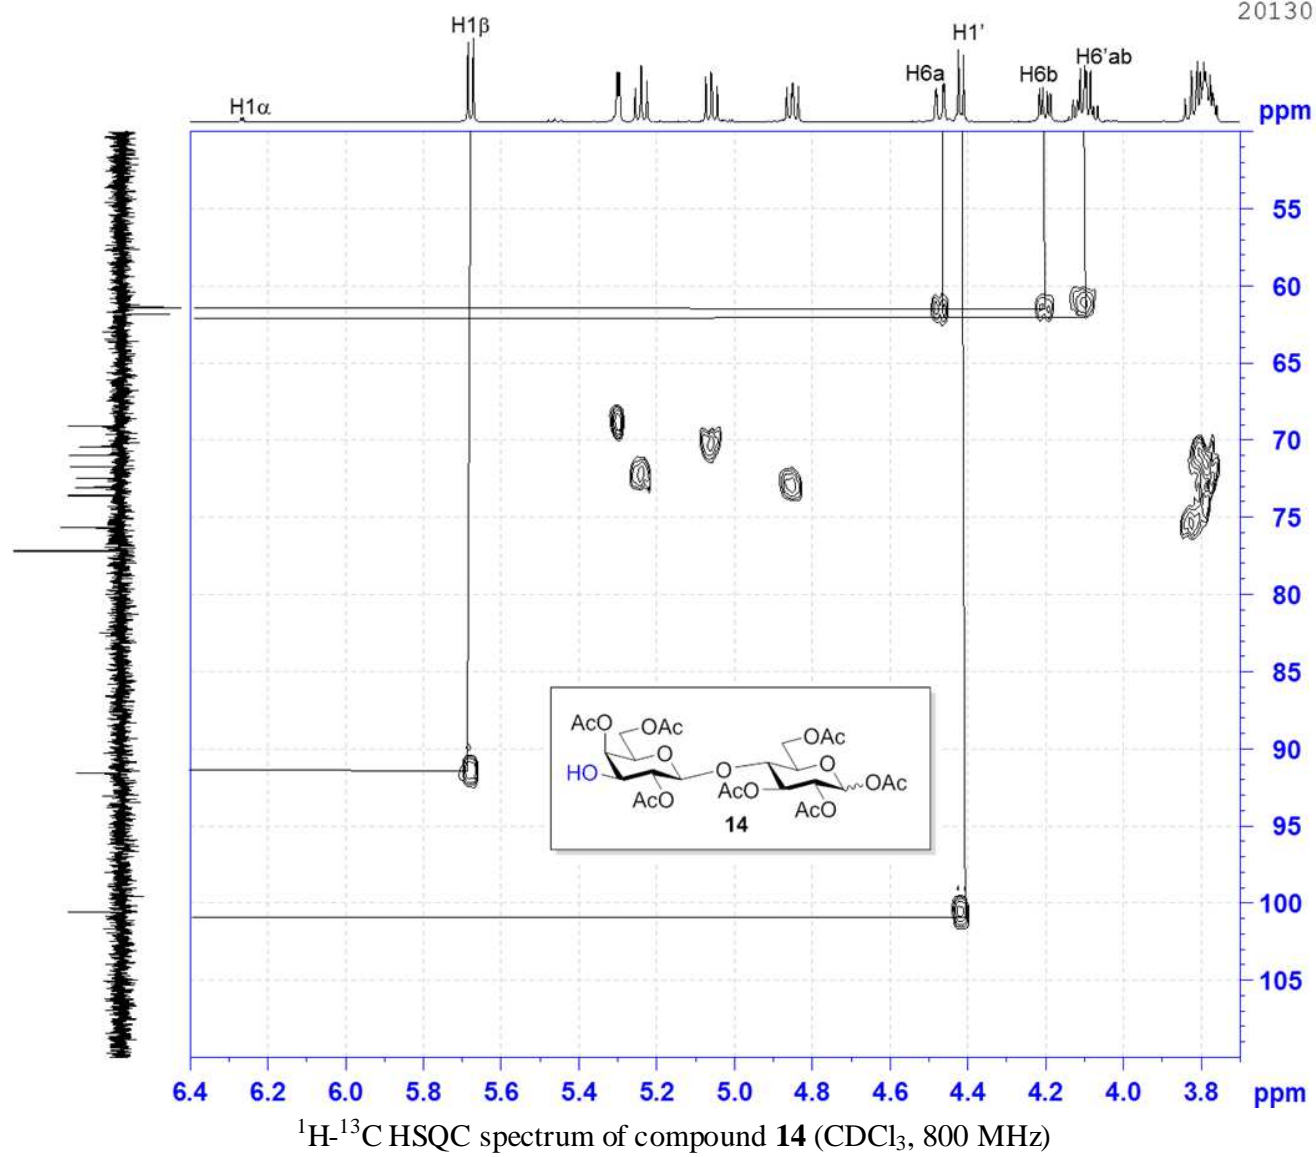 20130
H1β
H1'
H6a
H6b
H6'ab
H1α
ppm
55
60
65
70
75
80
85
90
95
100
105
AcO
OAc
OAc
O
O
HO
O
OAc
AcO
AcO
AcO
14
6.4 6.2 6.0 5.8 5.6 5.4 5.2 5.0 4.8 4.6 4.4 4.2 4.0 3.8 ppm
¹H-¹³C HSQC spectrum of compound 14 (CDCl₃, 800 MHz)